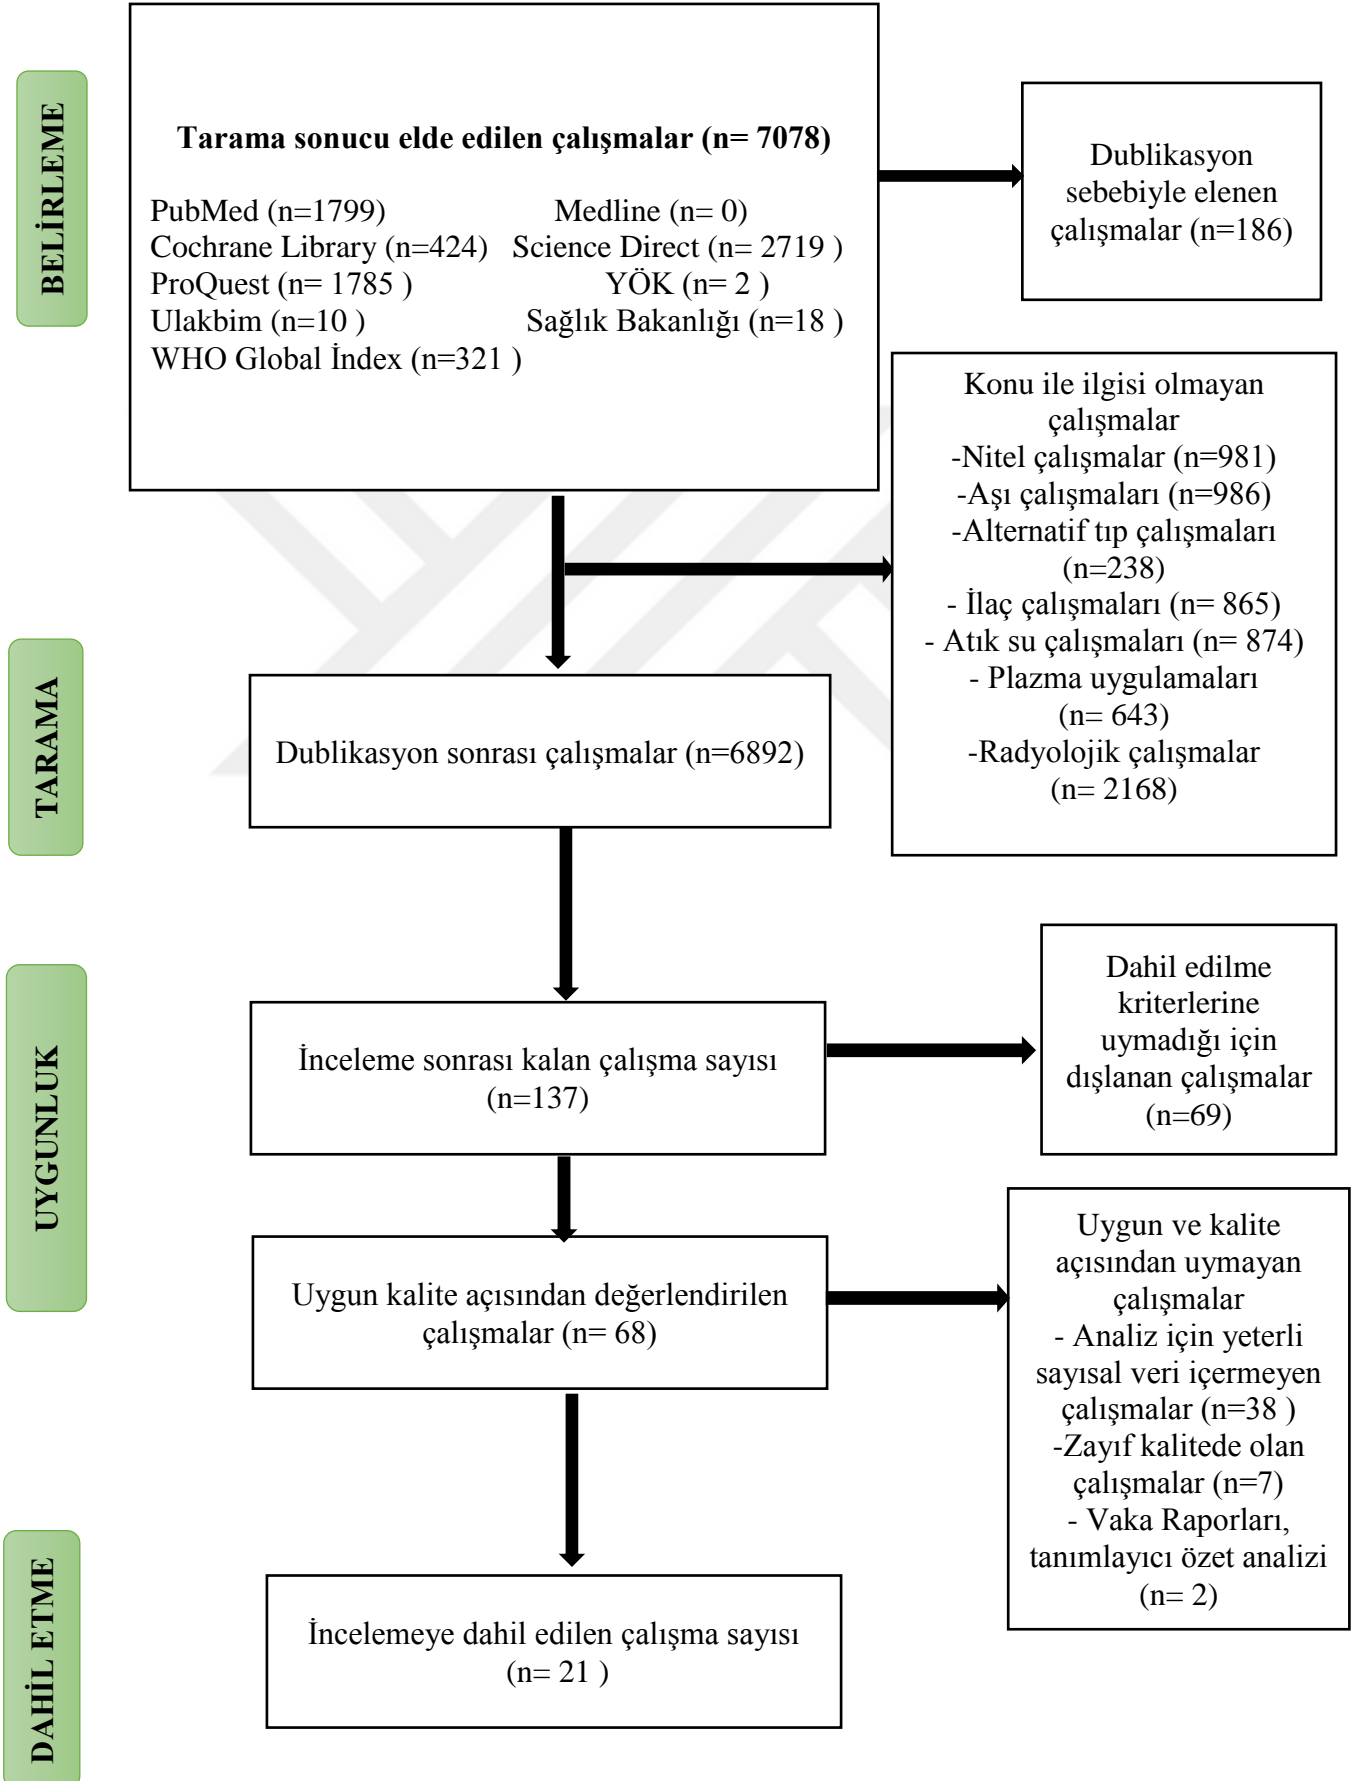 BELİRLEME
Tarama sonucu elde edilen çalışmalar (n= 7078)
PubMed (n=1799) Medline (n= 0)
Cochrane Library (n=424) Science Direct (n= 2719 )
ProQuest (n= 1785 ) YÖK (n= 2 )
Ulakbim (n=10 ) Sağlık Bakanlığı (n=18 )
WHO Global İndex (n=321 )
Dublikasyon
sebebiyle elenen
çalışmalar (n=186)
Konu ile ilgisi olmayan
çalışmalar
-Nitel çalışmalar (n=981)
-Aşı çalışmaları (n=986)
-Alternatif tıp çalışmaları
(n=238)
- İlaç çalışmaları (n= 865)
- Atık su çalışmaları (n= 874)
- Plazma uygulamaları
(n= 643)
-Radyolojik çalışmalar
(n= 2168)
TARAMA
Dublikasyon sonrası çalışmalar (n=6892)
UYGUNLUK
İnceleme sonrası kalan çalışma sayısı
(n=137)
Dahil edilme
kriterlerine
uymadığı için
dışlanan çalışmalar
(n=69)
Uygun kalite açısından değerlendirilen
çalışmalar (n= 68)
Uygun ve kalite
açısından uymayan
çalışmalar
- Analiz için yeterli
sayısal veri içermeyen
çalışmalar (n=38 )
-Zayıf kalitede olan
çalışmalar (n=7)
- Vaka Raporları,
tanımlayıcı özet analizi
(n= 2)
DAHİL ETME
İncelemeye dahil edilen çalışma sayısı
(n= 21 )